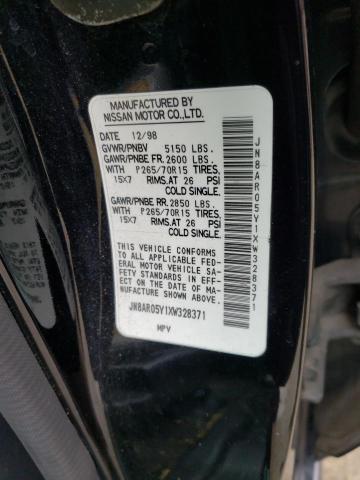 MANUFACTURED BY
NISSAN MOTOR CO.,LTD.
12/98
GVWR/PNBV 5150 LBS.
GAWR/PNBE FR. 2600 LBS.
WITH P265/70R15 TIRES,
15X7 RIMS, AT 26 PSI
COLD SINGLE.
GAWR/PNBE RR. 2850 LBS.
WITH P265/70R15 TIRES,
15X7 RIMS, AT 26 PSI
COLD SINGLE.
THIS VEHICLE CONFORMS
TO ALL APPLICABLE FED-
ERAL MOTOR VEHICLE SA-
FETY STANDARDS IN EF-
FECT ON THE DATE OF MA-
NUFACTURE SHOWN ABOVE.
JN8AR05Y1XW328371
MPV
JN8AR05Y1XW328371